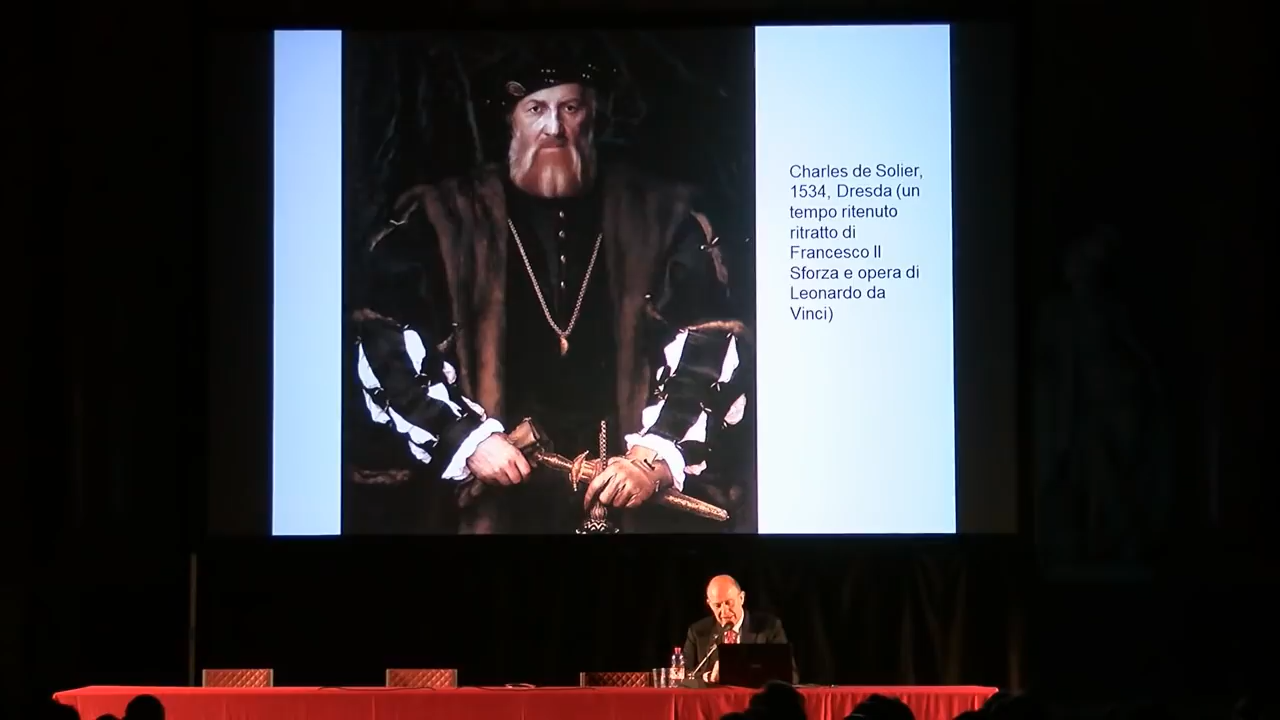 Charles de Solier,
1534, Dresda (un
tempo ritenuto
ritratto di
Francesco II
Sforza e opera di
Leonardo da
Vinci)